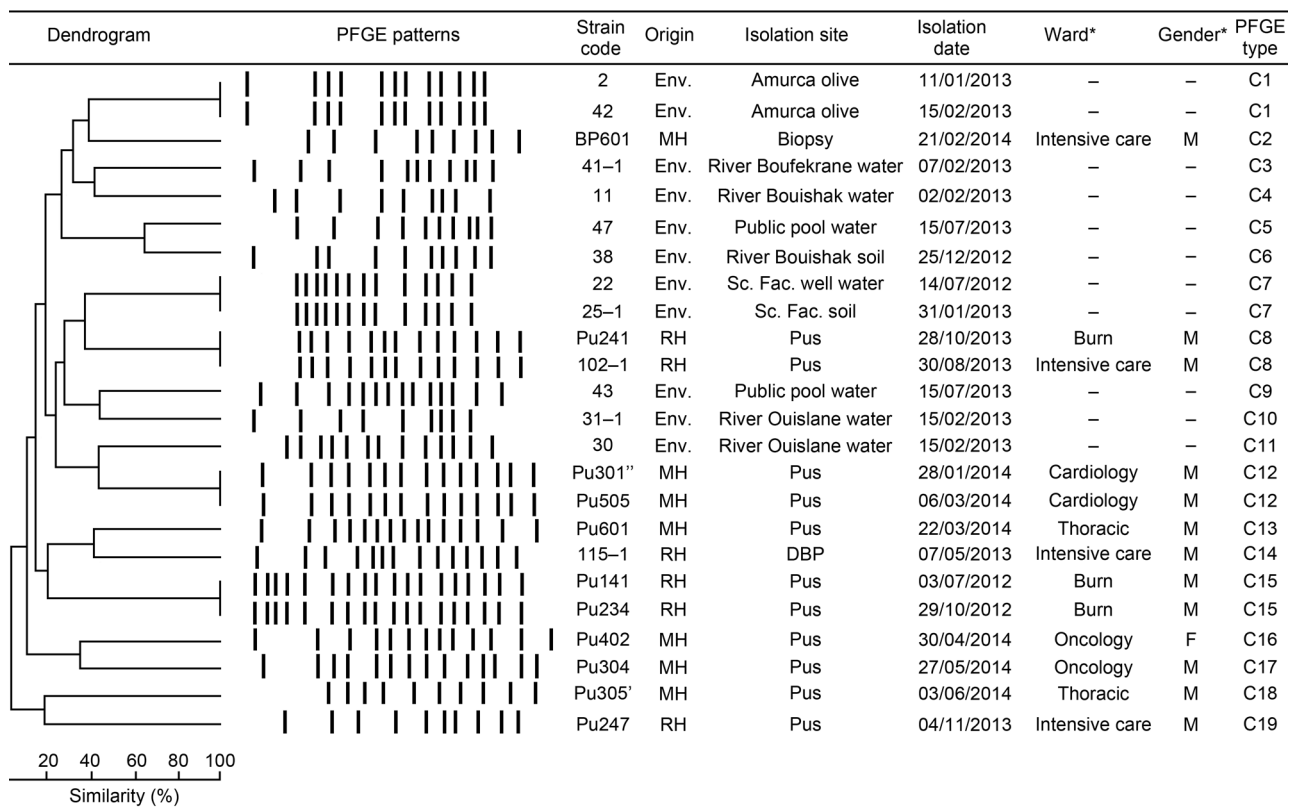 Dendrogram PFGE patterns Strain code Origin Isolation site Isolation date Ward* Gender* PFGE type
2 Env. Amurca olive 11/01/2013 – – C1
42 Env. Amurca olive 15/02/2013 – – C1
BP601 MH Biopsy 21/02/2014 Intensive care M C2
41–1 Env. River Boufekrane water 07/02/2013 – – C3
11 Env. River Bouishak water 02/02/2013 – – C4
47 Env. Public pool water 15/07/2013 – – C5
38 Env. River Bouishak soil 25/12/2012 – – C6
22 Env. Sc. Fac. well water 14/07/2012 – – C7
25–1 Env. Sc. Fac. soil 31/01/2013 – – C7
Pu241 RH Pus 28/10/2013 Burn M C8
102–1 RH Pus 30/08/2013 Intensive care M C8
43 Env. Public pool water 15/07/2013 – – C9
31–1 Env. River Ouislane water 15/02/2013 – – C10
30 Env. River Ouislane water 15/02/2013 – – C11
Pu301'' MH Pus 28/01/2014 Cardiology M C12
Pu505 MH Pus 06/03/2014 Cardiology M C12
Pu601 MH Pus 22/03/2014 Thoracic M C13
115–1 RH DBP 07/05/2013 Intensive care M C14
Pu141 RH Pus 03/07/2012 Burn M C15
Pu234 RH Pus 29/10/2012 Burn M C15
Pu402 MH Pus 30/04/2014 Oncology F C16
Pu304 MH Pus 27/05/2014 Oncology M C17
Pu305' MH Pus 03/06/2014 Thoracic M C18
Pu247 RH Pus 04/11/2013 Intensive care M C19
20 40 60 80 100
Similarity (%)